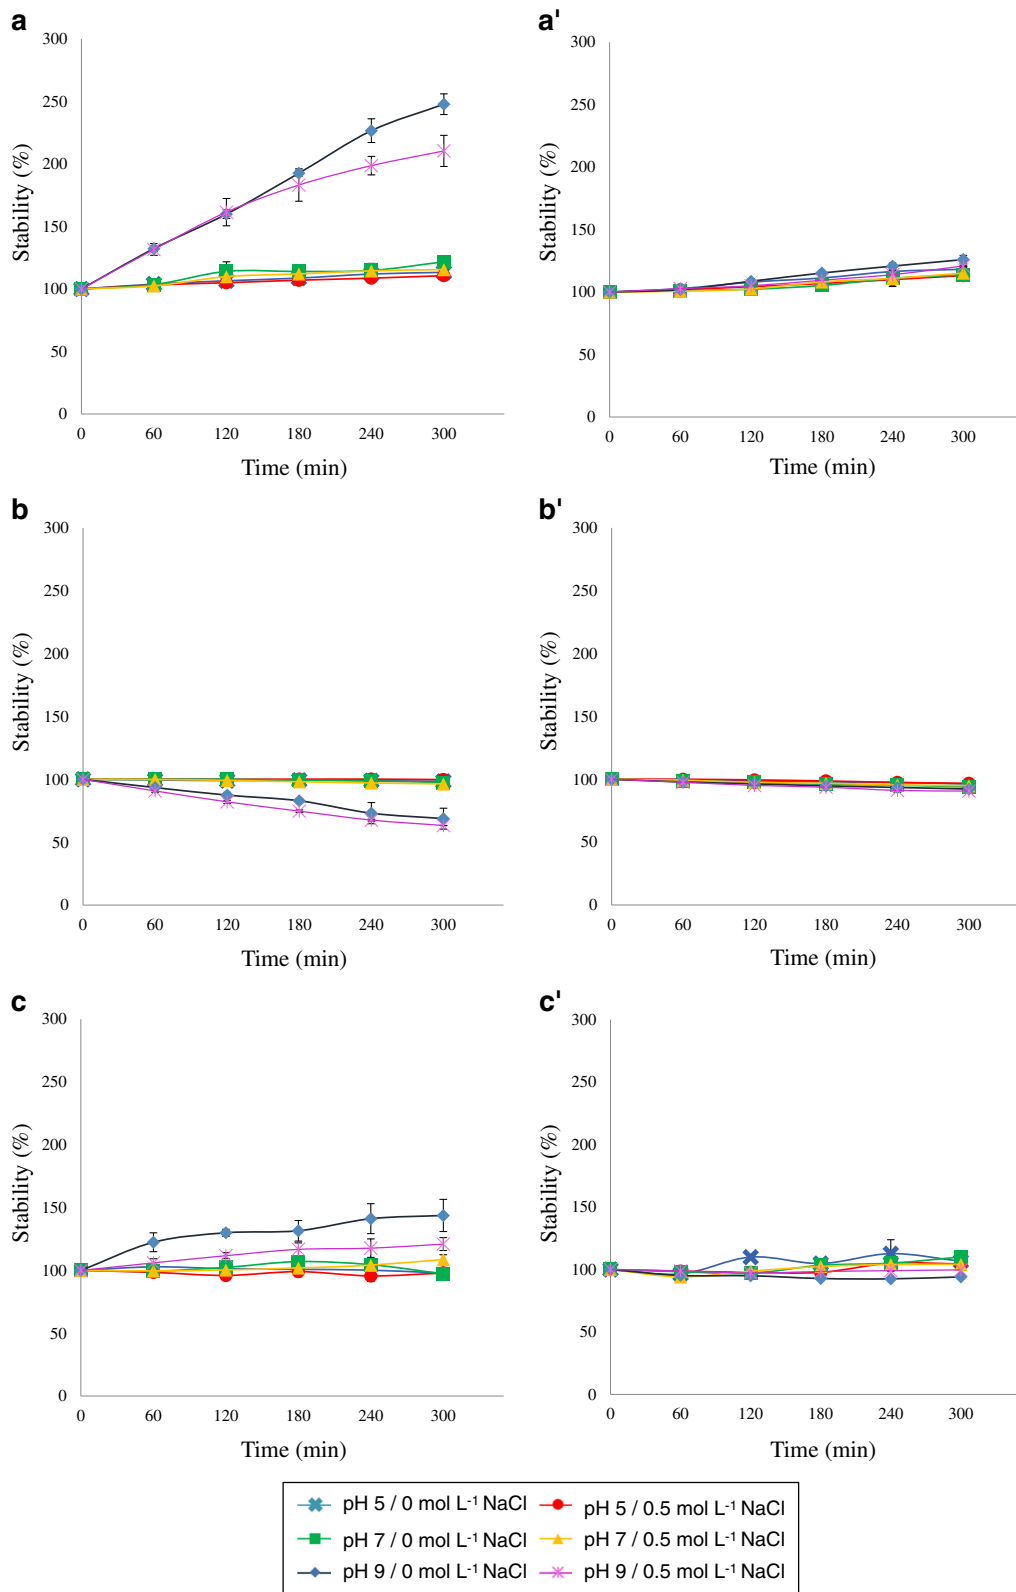 a
300
250
200
150
100
50
0
Stability (%)
0 60 120 180 240 300
Time (min)
a'
300
250
200
150
100
50
0
Stability (%)
0 60 120 180 240 300
Time (min)
b
300
250
200
150
100
50
0
Stability (%)
0 60 120 180 240 300
Time (min)
b'
300
250
200
150
100
50
0
Stability (%)
0 60 120 180 240 300
Time (min)
c
300
250
200
150
100
50
0
Stability (%)
0 60 120 180 240 300
Time (min)
c'
300
250
200
150
100
50
0
Stability (%)
0 60 120 180 240 300
Time (min)
pH 5 / 0 mol L⁻¹ NaCl pH 5 / 0.5 mol L⁻¹ NaCl
pH 7 / 0 mol L⁻¹ NaCl pH 7 / 0.5 mol L⁻¹ NaCl
pH 9 / 0 mol L⁻¹ NaCl pH 9 / 0.5 mol L⁻¹ NaCl